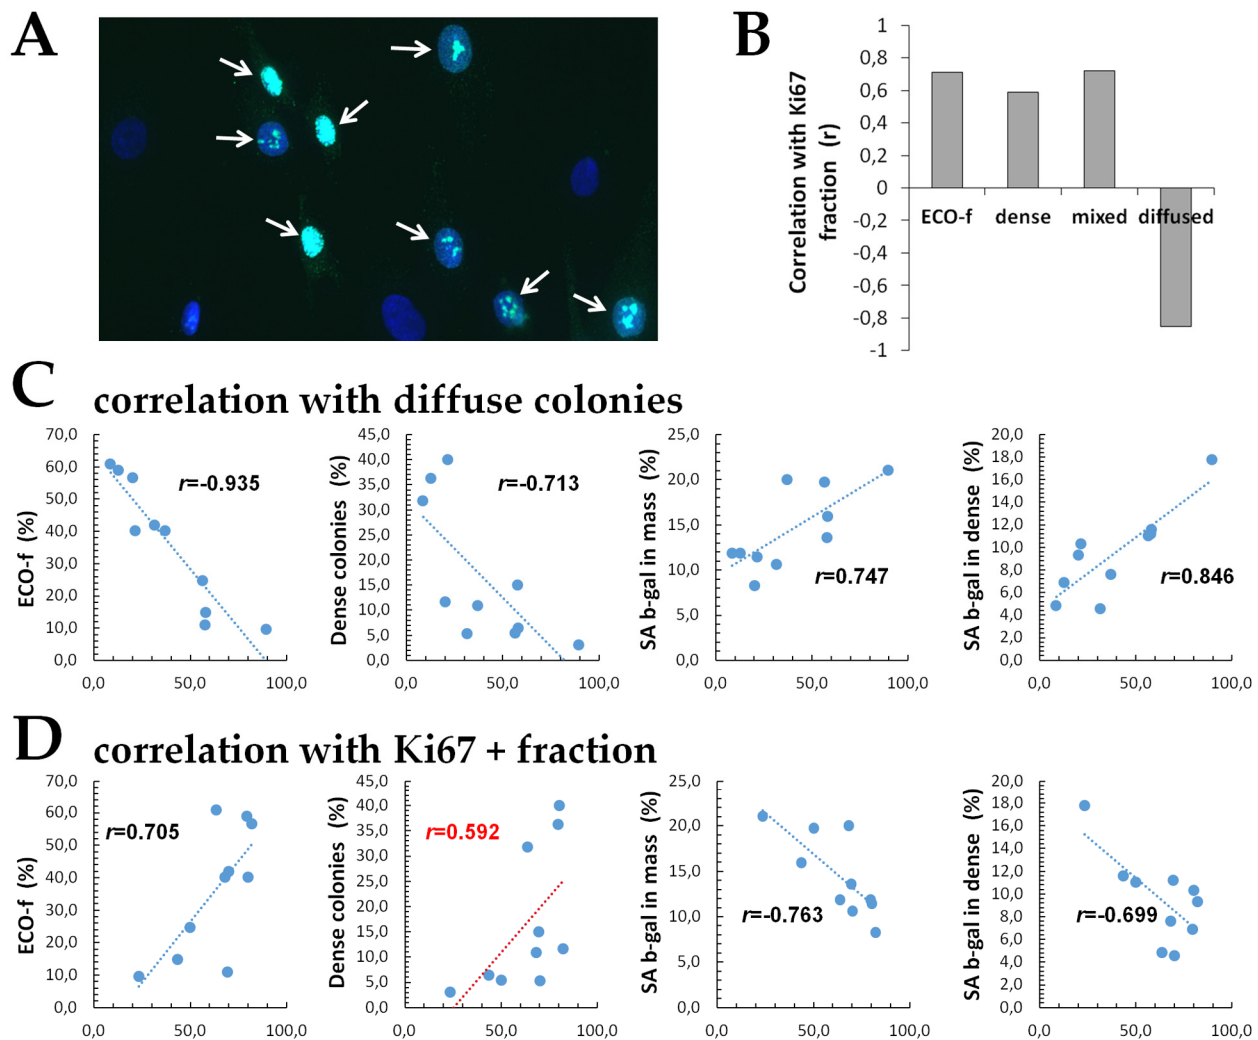 A
B
Correlation with Ki67
fraction (r)
1
0,8
0,6
0,4
0,2
0
-0,2
-0,4
-0,6
-0,8
-1
ECO-f dense mixed diffused
C correlation with diffuse colonies
ECO-f (%)
70,0
60,0
50,0
40,0
30,0
20,0
10,0
0,0
r=-0.935
0,0 50,0 100,0
Dense colonies (%)
45,0
40,0
35,0
30,0
25,0
20,0
15,0
10,0
5,0
0,0
r=-0.713
0,0 50,0 100,0
SA b-gal in mass (%)
25,0
20,0
15,0
10,0
5,0
0,0
r=0.747
0,0 50,0 100,0
SA b-gal in dense (%)
20,0
18,0
16,0
14,0
12,0
10,0
8,0
6,0
4,0
2,0
0,0
r=0.846
0,0 50,0 100,0
D correlation with Ki67 + fraction
ECO-f (%)
70,0
60,0
50,0
40,0
30,0
20,0
10,0
0,0
r=0.705
0,0 50,0 100,0
Dense colonies (%)
45,0
40,0
35,0
30,0
25,0
20,0
15,0
10,0
5,0
0,0
r=0.592
0,0 50,0 100,0
SA b-gal in mass (%)
25,0
20,0
15,0
10,0
5,0
0,0
r=-0.763
0,0 50,0 100,0
SA b-gal in dense (%)
20,0
18,0
16,0
14,0
12,0
10,0
8,0
6,0
4,0
2,0
0,0
r=-0.699
0,0 50,0 100,0